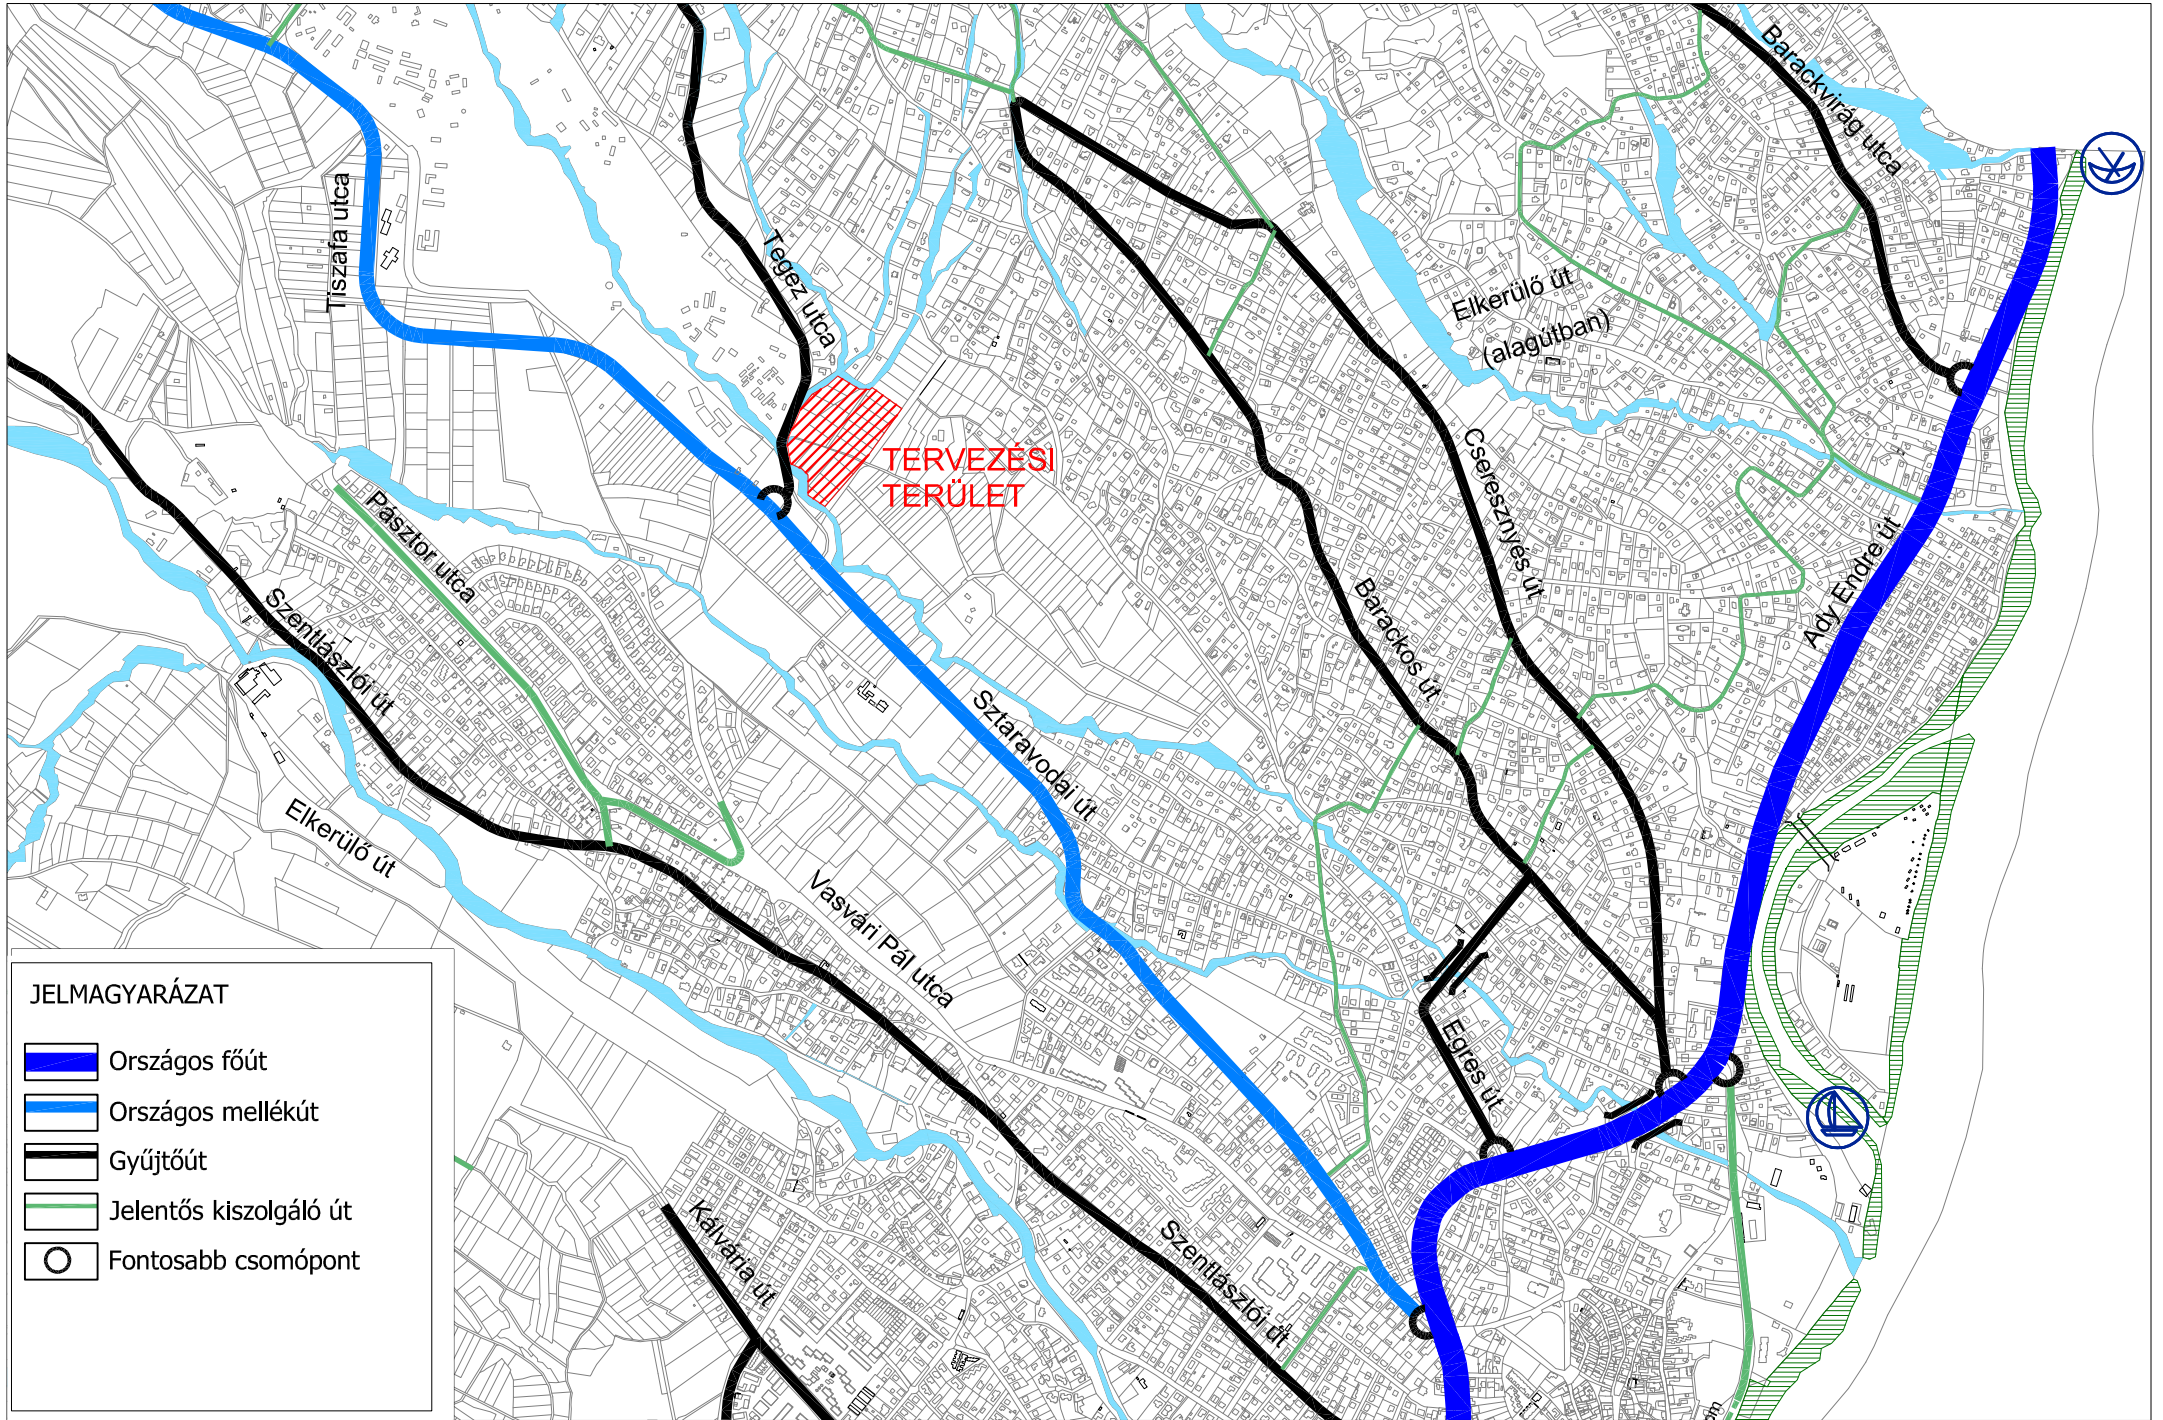 Barackvirág utca
Tiszafa utca
Tegez utca
Elkerülő út
(alagútban)
TERVEZÉSI
TERÜLET
Cseresznyés út
Pásztor utca
Ady Endre út
Szentlászlói út
Barackos út
Sztaravodai út
Elkerülő út
Vasvári Pál utca
Egres út
Kálvária út
Szentlászlói út
JELMAGYARÁZAT
Országos főút
Országos mellékút
Gyűjtőút
Jelentős kiszolgáló út
Fontosabb csomópont